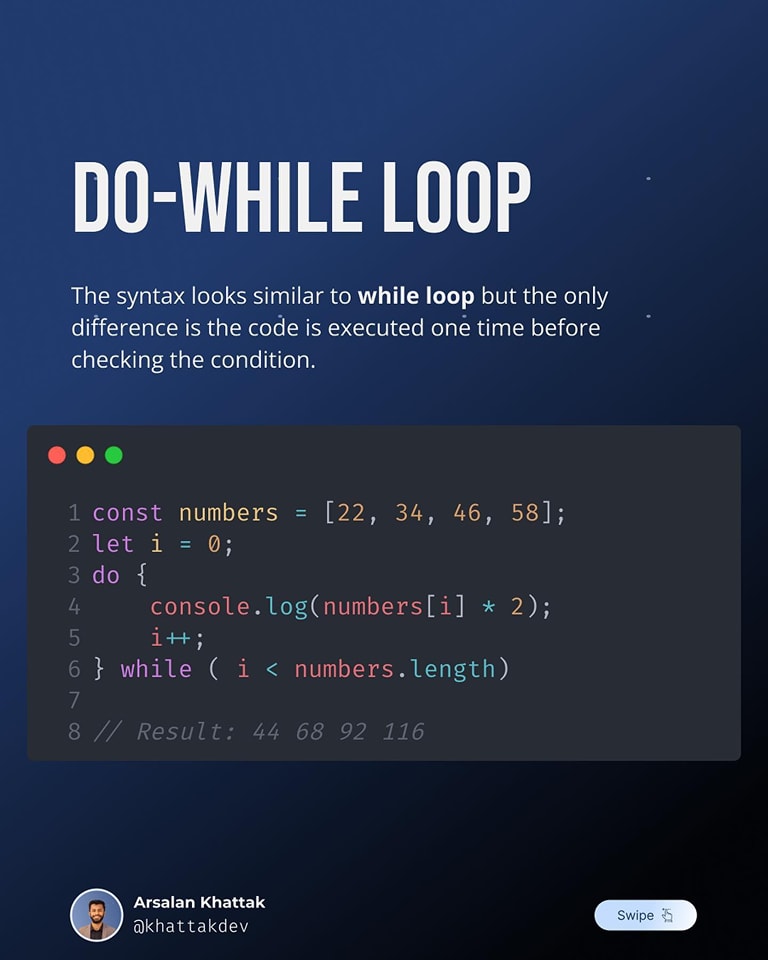 DO-WHILE LOOP
The syntax looks similar to while loop but the only
difference is the code is executed one time before
checking the condition.
1 const numbers = [22, 34, 46, 58];
2 let i = 0;
3 do {
4     console.log(numbers[i] * 2);
5     i++;
6 } while ( i < numbers.length)
7
8 // Result: 44 68 92 116
Arsalan Khattak
@khattakdev
Swipe